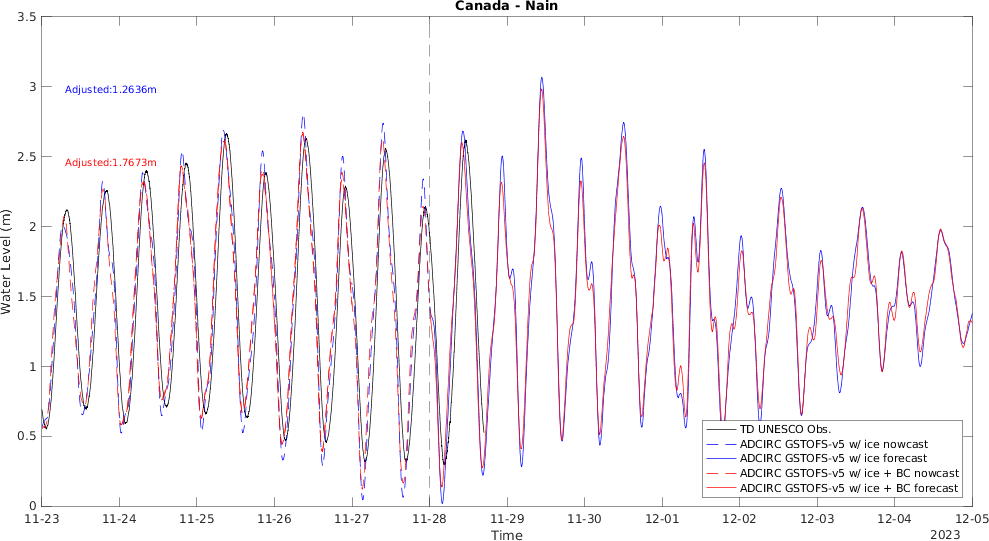 Canada - Nain
3.5
3
2.5
2
1.5
1
0.5
0
Water Level (m)
Adjusted:1.2636m
Adjusted:1.7673m
TD UNESCO Obs.
ADCIRC GSTOFS-v5 w/ ice nowcast
ADCIRC GSTOFS-v5 w/ ice forecast
ADCIRC GSTOFS-v5 w/ ice + BC nowcast
ADCIRC GSTOFS-v5 w/ ice + BC forecast
11-23 11-24 11-25 11-26 11-27 11-28 11-29 11-30 12-01 12-02 12-03 12-04 12-05
Time
2023